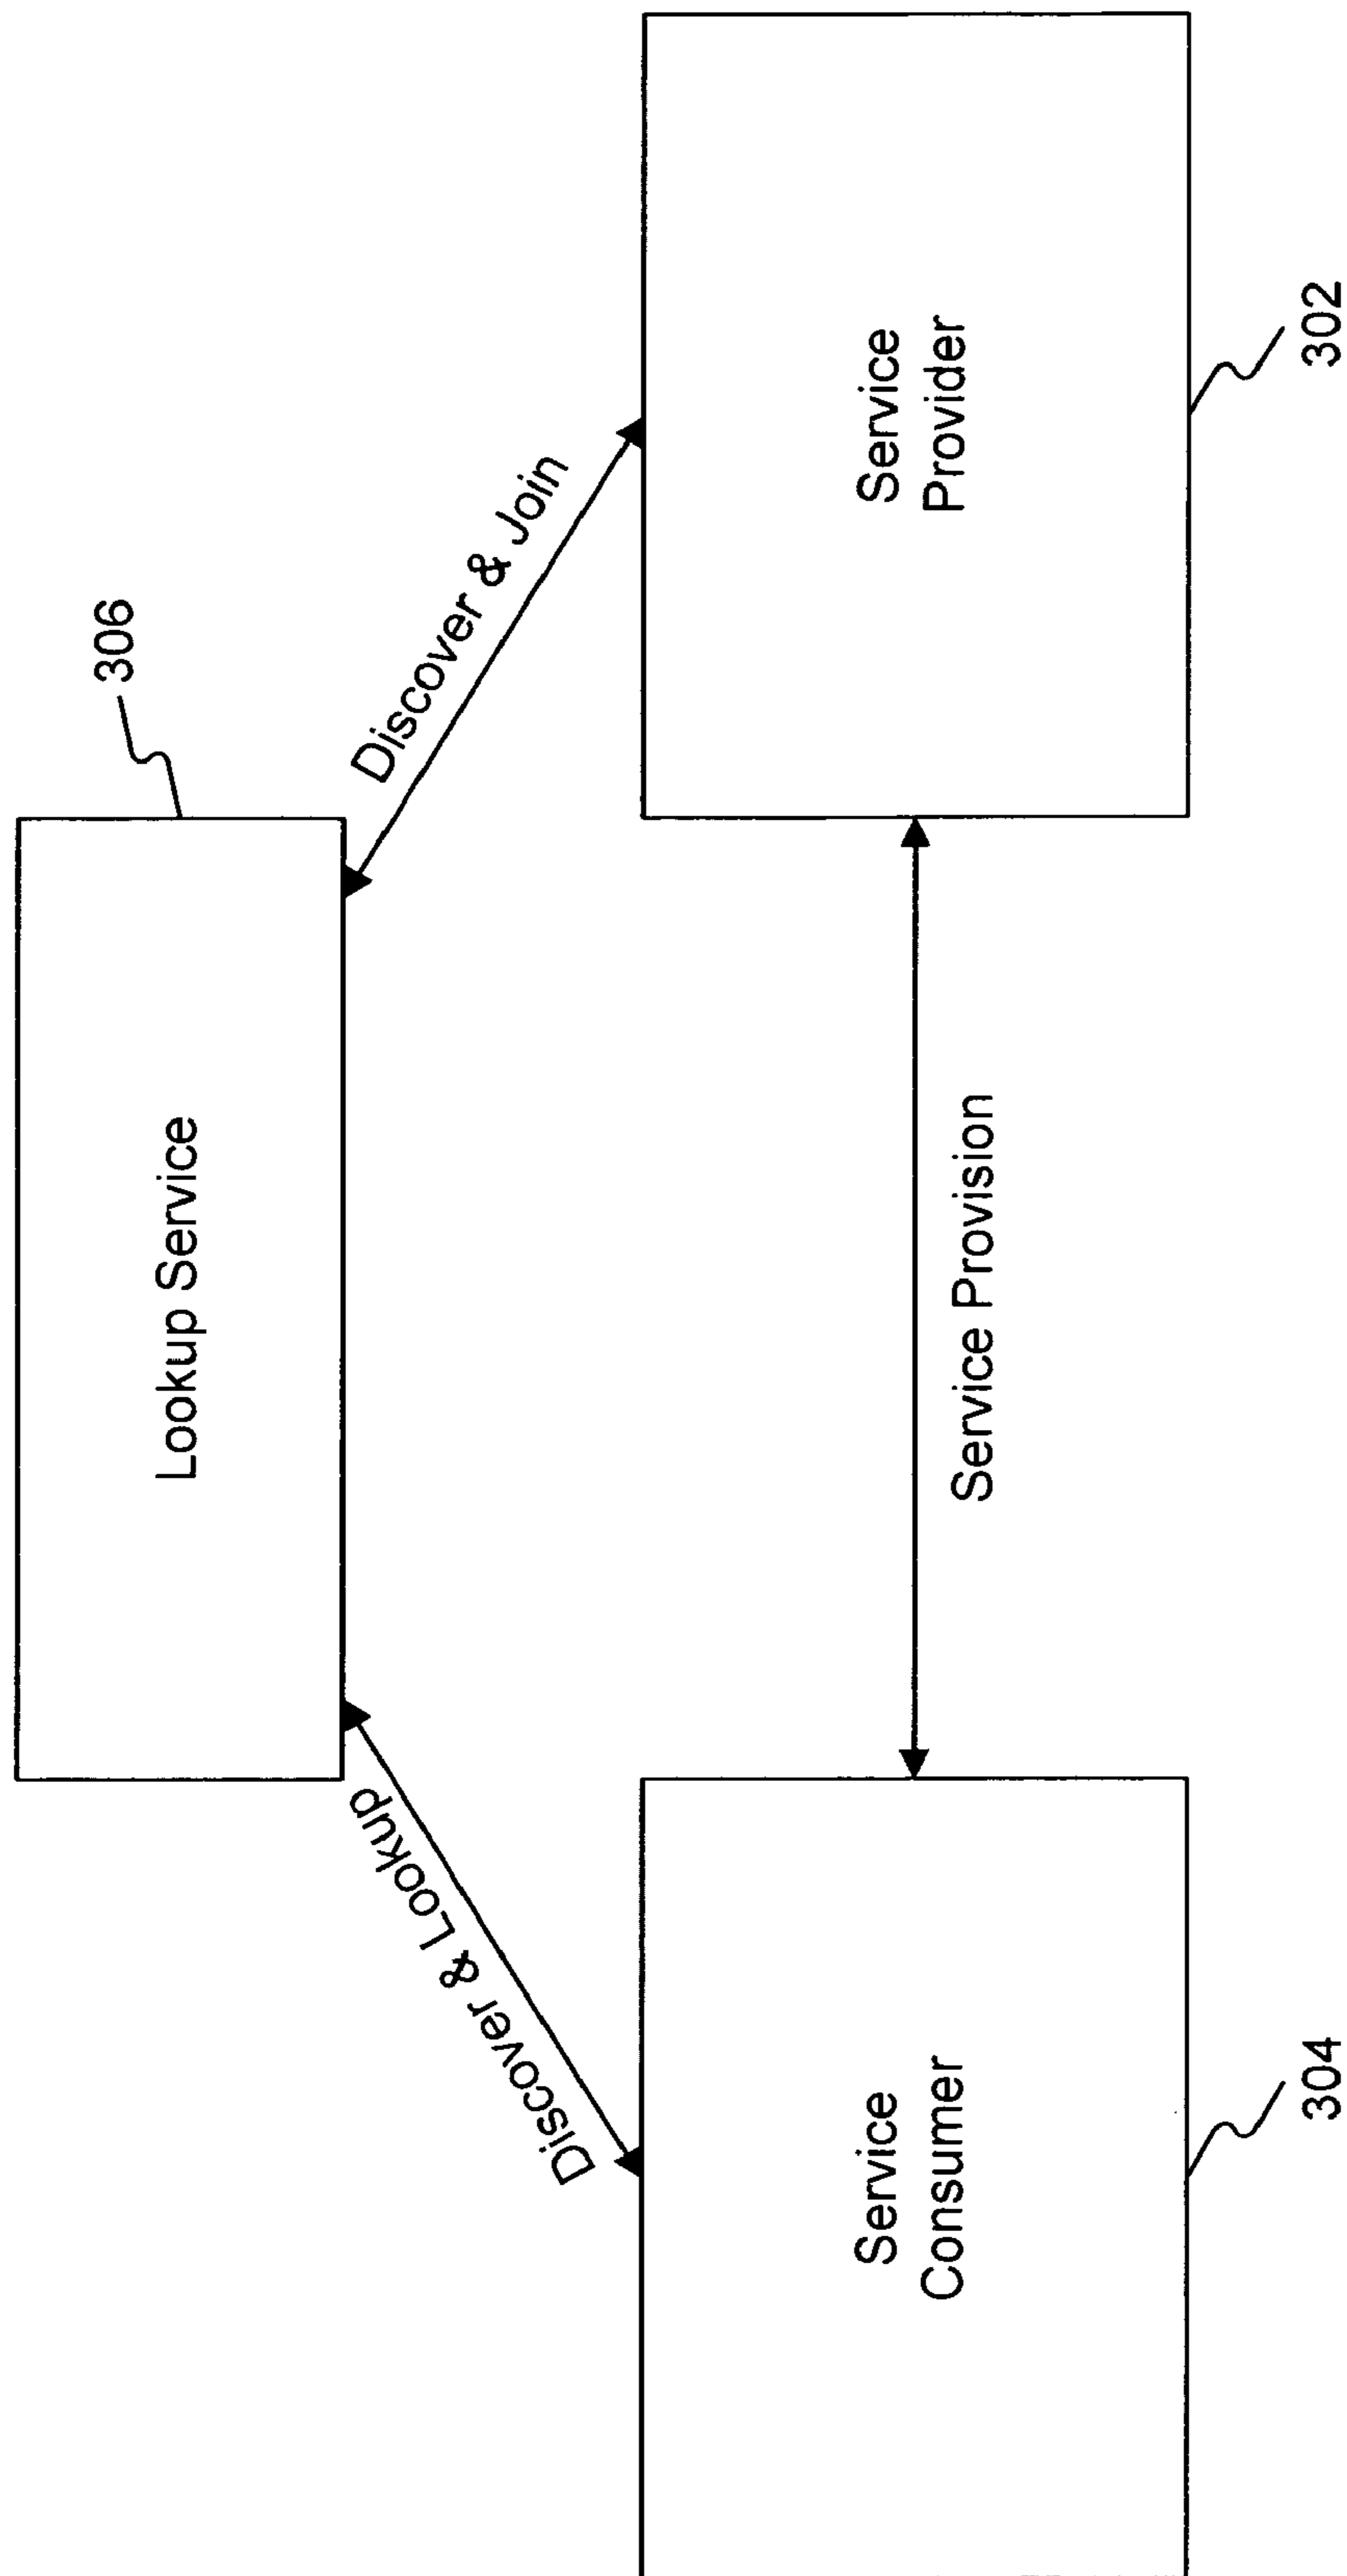 306
Lookup Service
Discover & Lookup
Discover & Join
Service Provision
Service
Consumer
304
Service
Provider
302